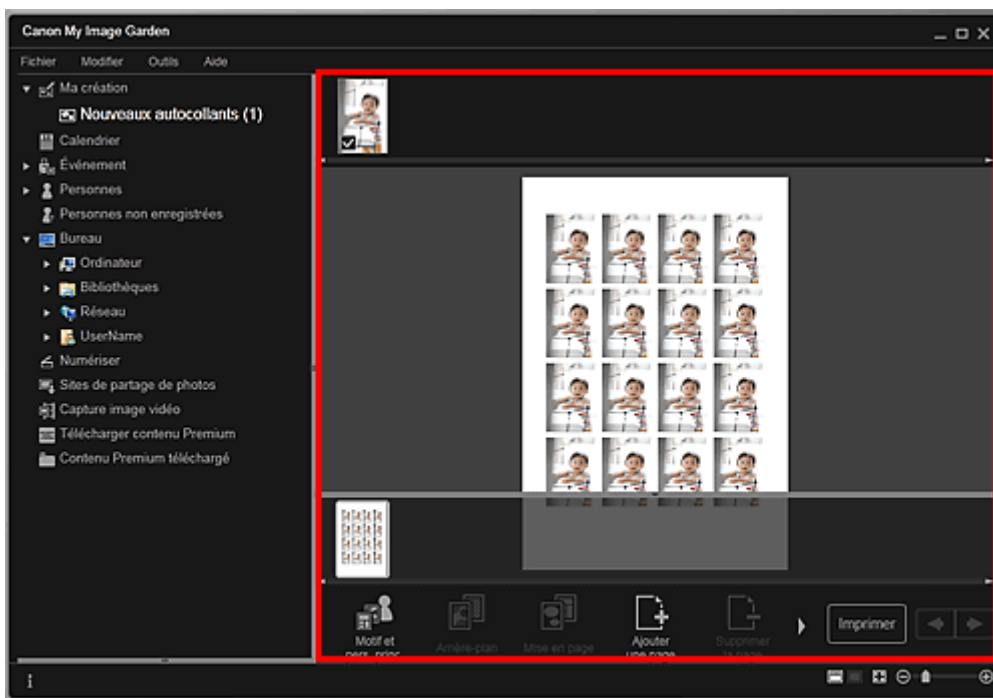 Canon My Image Garden
Fichier Modifier Outils Aide
Ma création
Nouveaux autocollants (1)
Calendrier
Événement
Personnes
Personnes non enregistrées
Bureau
Ordinateur
Bibliothèques
Réseau
UserName
Numériser
Sites de partage de photos
Capture image vidéo
Télécharger contenu Premium
Contenu Premium téléchargé
Motif et
pers. princ.
Arrière-plan
Mise en page
Ajouter
une page
Supprimer
la page
Imprimer